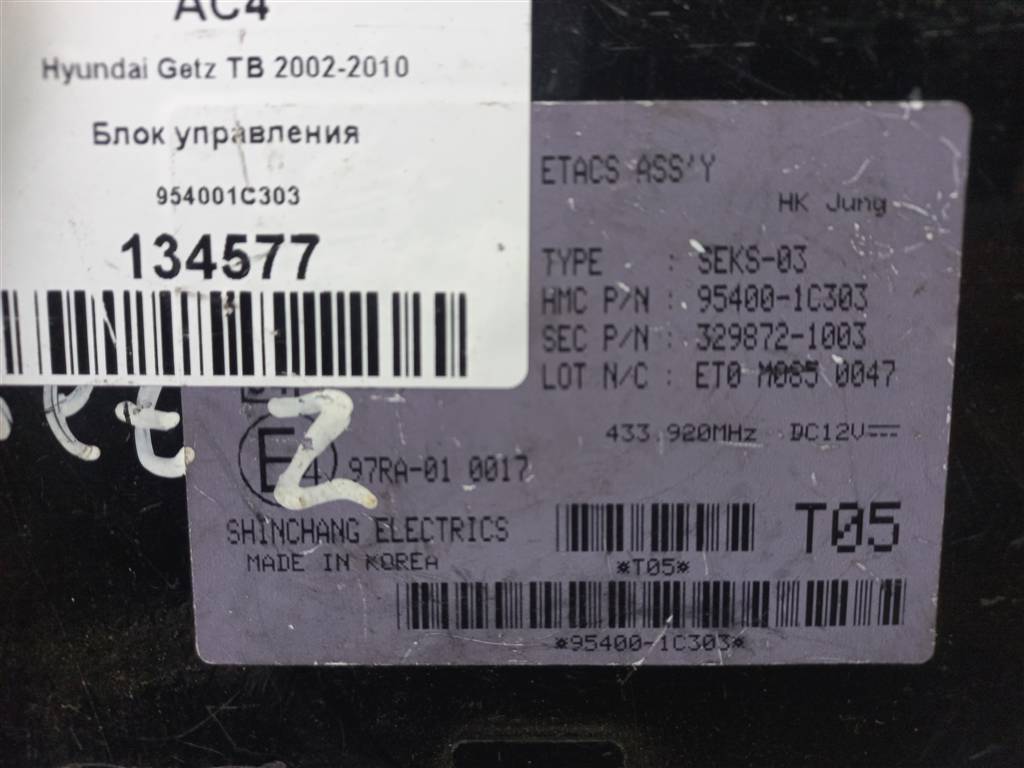 AC4
Hyundai Getz TB 2002-2010
Блок управления
954001C303
134577
ETACS ASS'Y
HK Jung
TYPE : SEKS-03
HMC P/N : 95400-1C303
SEC P/N : 329872-1003
LOT N/C : ET0 M085 0047
433.920MHz DC12V
E4 97RA-01 0017
SHINCHANG ELECTRICS
MADE IN KOREA
*T05*
T05
*95400-1C303*